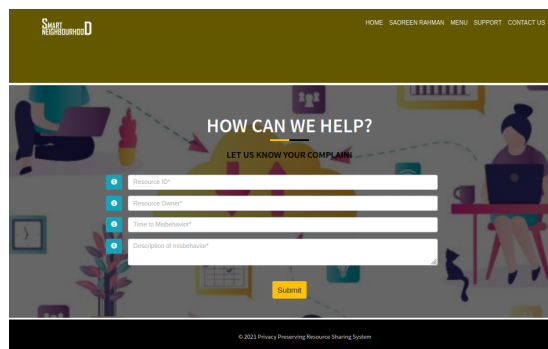 SMART
NEIGHBOURHOOD
HOME SAOREEN RAHMAN MENU SUPPORT CONTACT US
HOW CAN WE HELP?
LET US KNOW YOUR COMPLAIN!
Resource ID*
Resource Owner*
Time to Misbehavior*
Description of misbehavior*
Submit
© 2021 Privacy Preserving Resource Sharing System